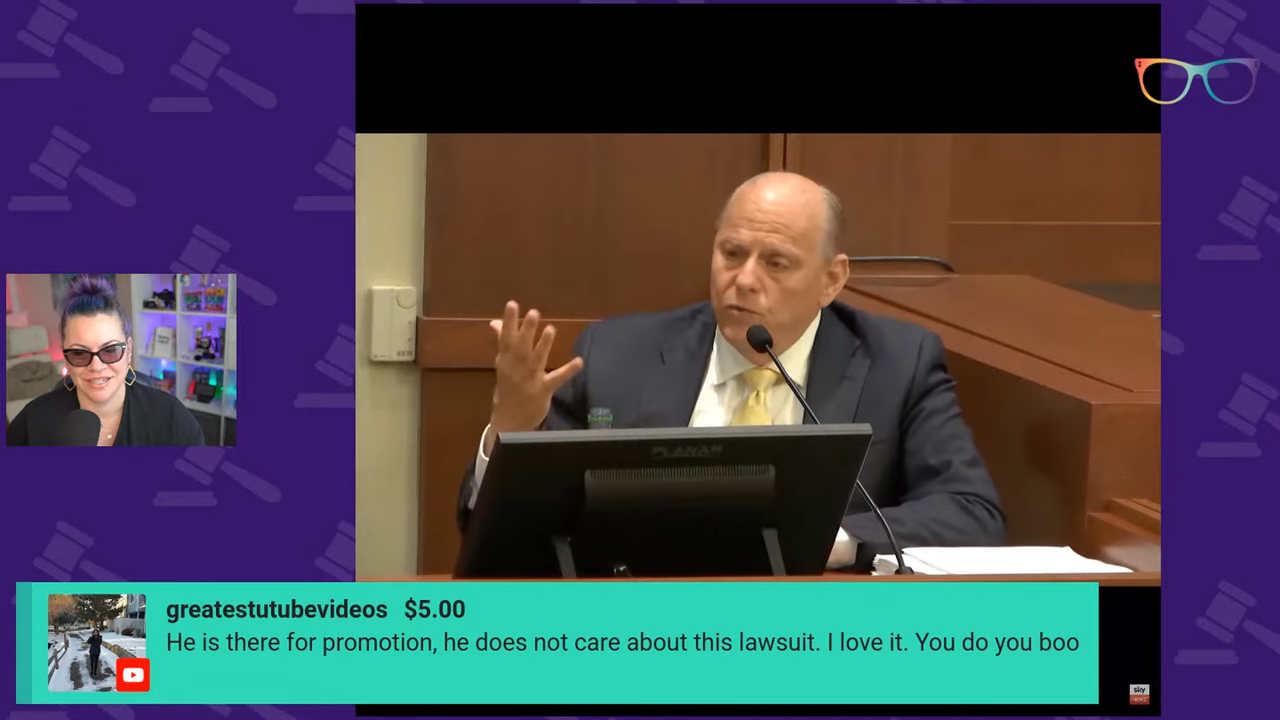 PLANAR
greatestutubevideos $5.00
He is there for promotion, he does not care about this lawsuit. I love it. You do you boo
sky